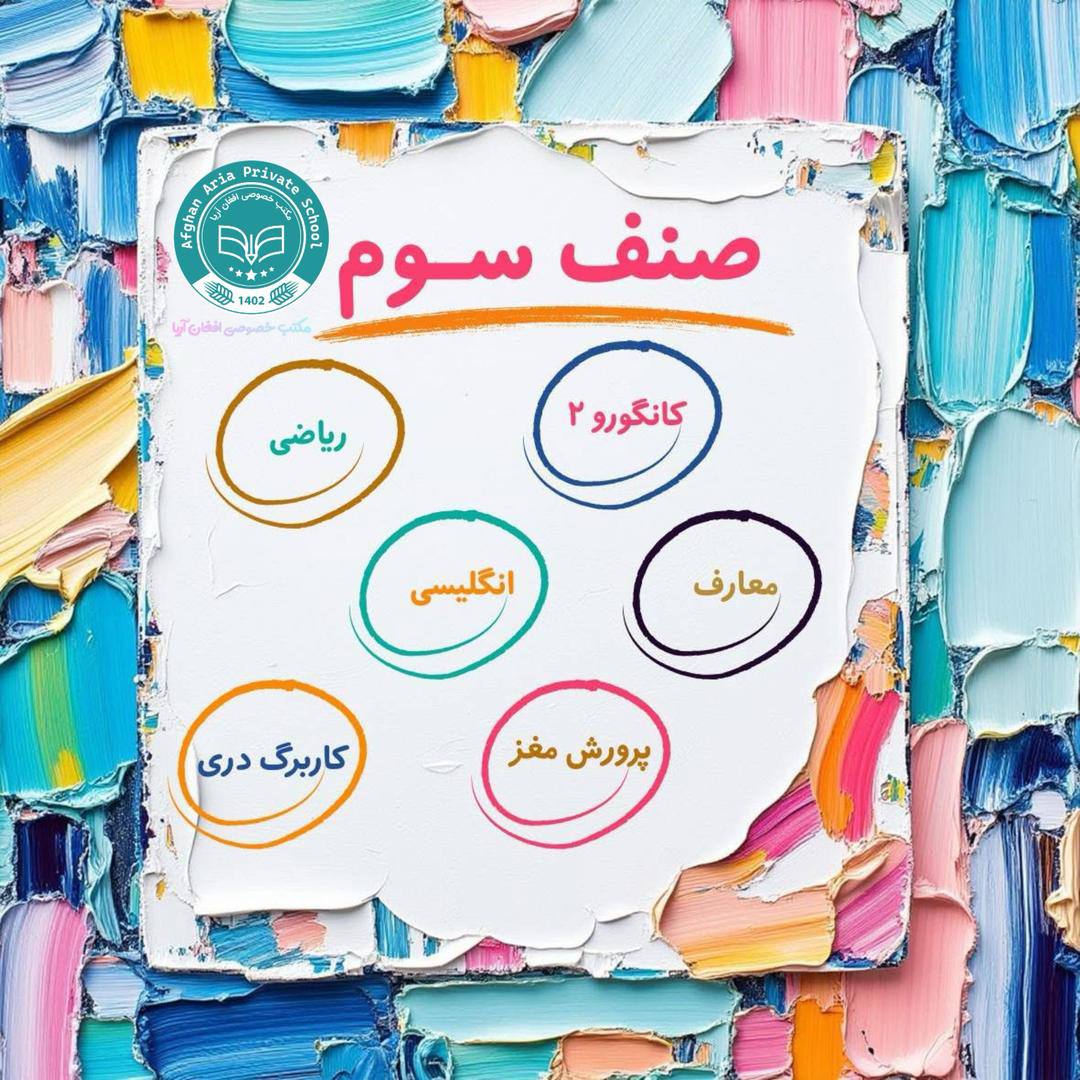 Afghan Aria Private School
مکتب خصوصی افغان آریا
1402
مکتب خصوصی افغان آریا
صنف سوم
کانگورو ۲
ریاضی
معارف
انگلیسی
پرورش مغز
کاربرگ دری